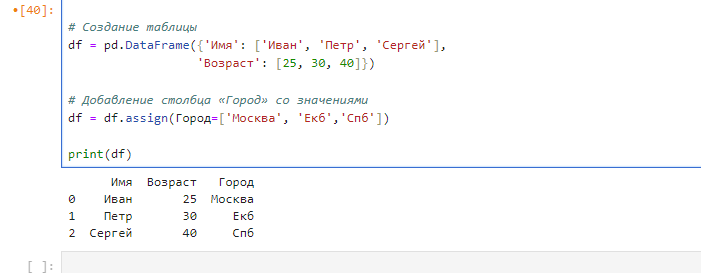 [40]:
# Создание таблицы
df = pd.DataFrame({'Имя': ['Иван', 'Петр', 'Сергей'],
'Возраст': [25, 30, 40]})
# Добавление столбца «Город» со значениями
df = df.assign(Город=['Москва', 'Екб','Спб'])
print(df)
Имя Возраст Город
0 Иван 25 Москва
1 Петр 30 Екб
2 Сергей 40 Спб
[ ]: